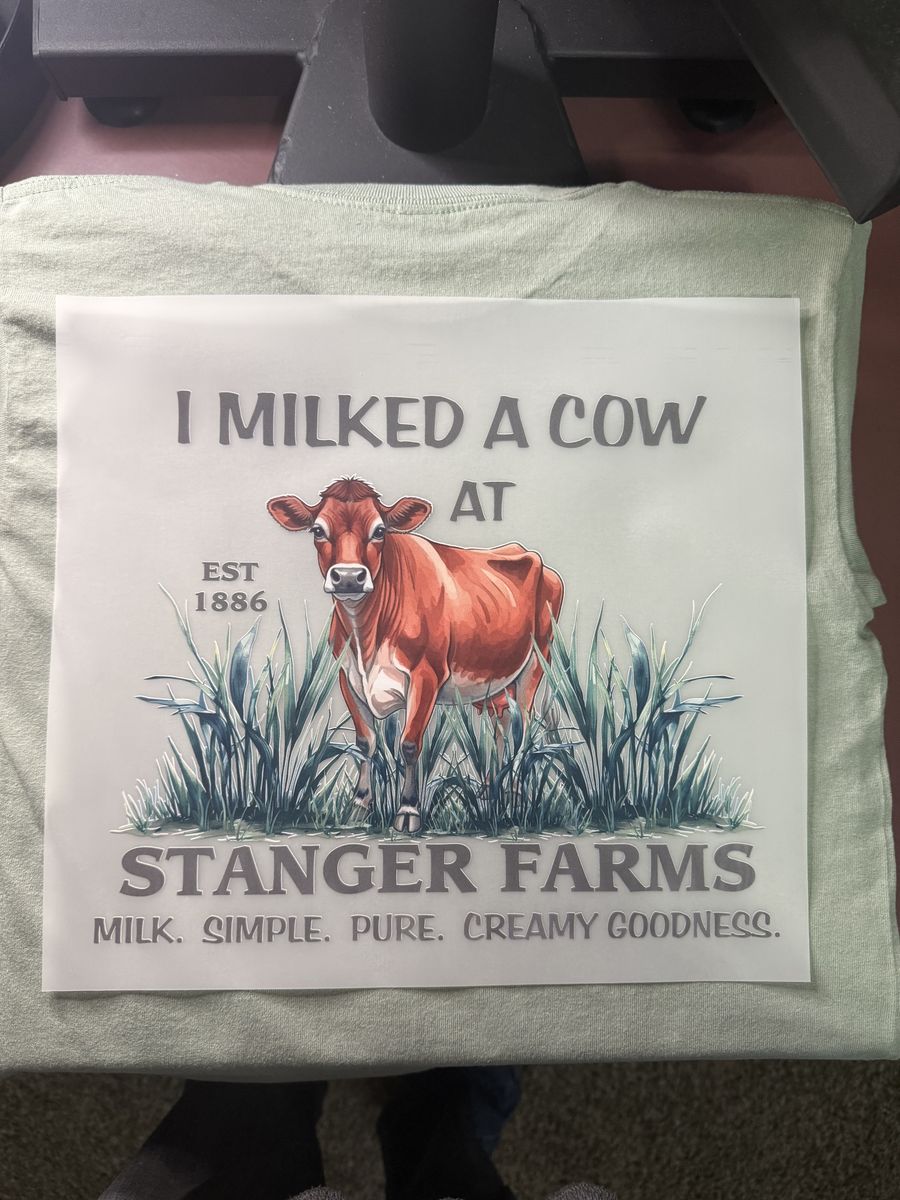 I MILKED A COW
AT
EST
1886
STANGER FARMS
MILK. SIMPLE. PURE. CREAMY GOODNESS.